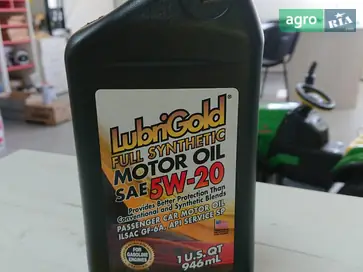 agro RIA
.com
LubriGold®
FULL SYNTHETIC
MOTOR OIL
SAE 5W-20
Provides Better Protection Than
Conventional and Synthetic Blends
PASSENGER CAR MOTOR OIL
ILSAC GF-6A, API SERVICE SP
FOR
GASOLINE
ENGINES
1 U.S. QT
946 mL